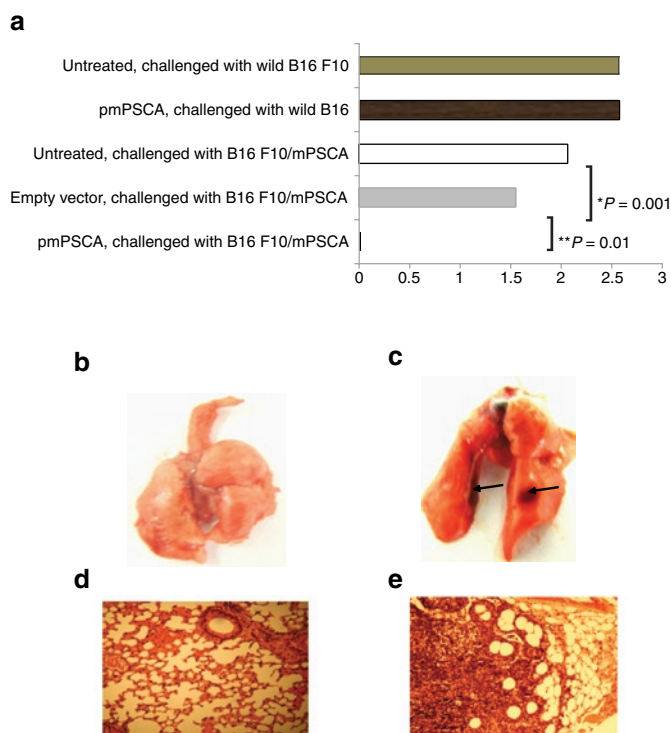 a
Untreated, challenged with wild B16 F10
pmPSCA, challenged with wild B16
Untreated, challenged with B16 F10/mPSCA
Empty vector, challenged with B16 F10/mPSCA
*P = 0.001
pmPSCA, challenged with B16 F10/mPSCA
**P = 0.01
0 0.5 1 1.5 2 2.5 3
b
c
d
e